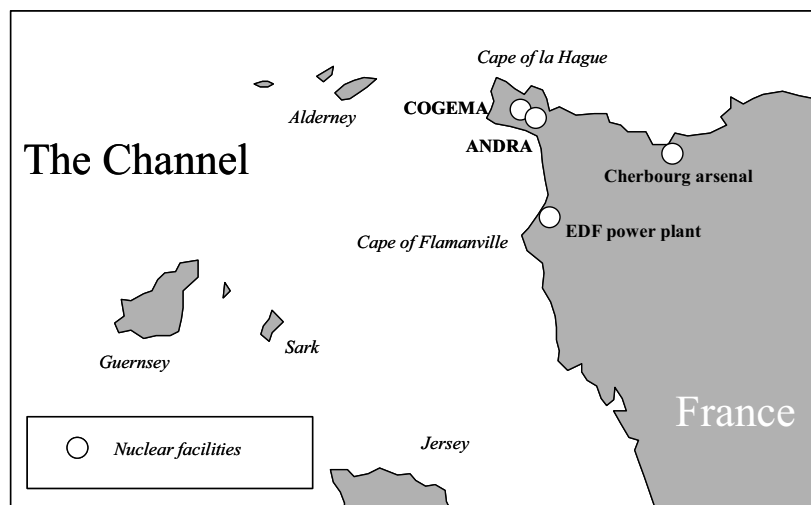 Cape of la Hague
COGEMA
Alderney
ANDRA
The Channel
Cherbourg arsenal
EDF power plant
Cape of Flamanville
Sark
Guernsey
France
Jersey
Nuclear facilities